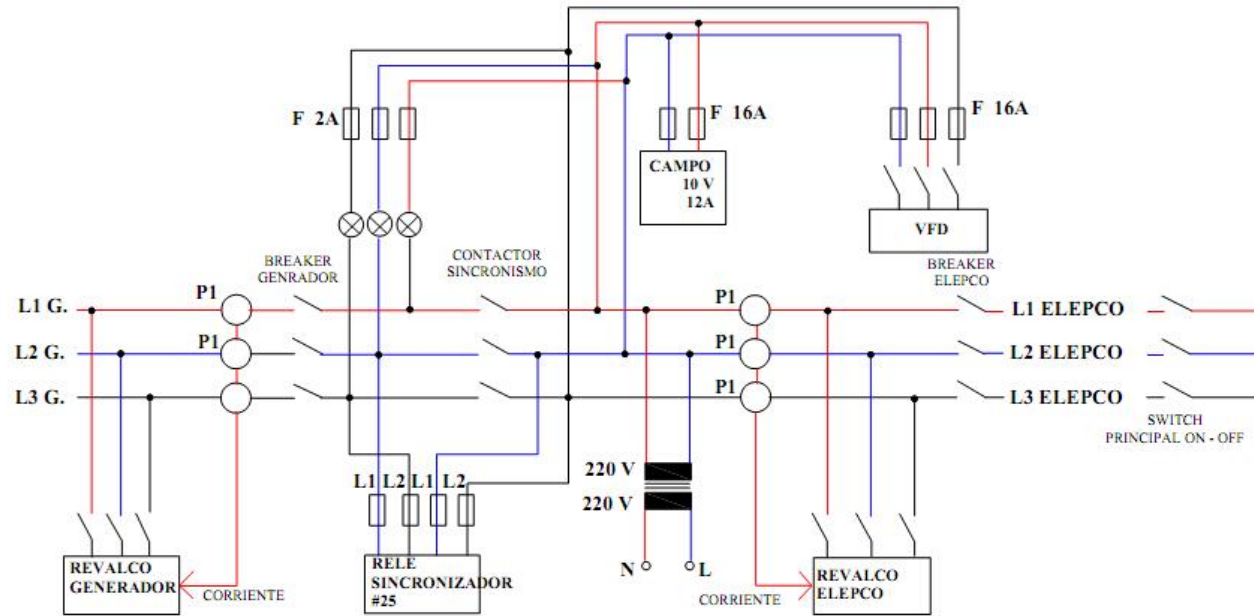 F 2A
F 16A
F 16A
CAMPO
10 V
12A
VFD
BREAKER
GENRADOR
CONTACTOR
SINCRONISMO
BREAKER
ELEPCO
L1 G.
P1
P1
L1 ELEPCO
L2 G.
P1
P1
L2 ELEPCO
L3 G.
P1
L3 ELEPCO
SWITCH
PRINCIPAL ON - OFF
L1 L2 L1 L2
220 V
220 V
N
L
REVALCO
GENERADOR
CORRIENTE
RELE
SINCRONIZADOR
#25
CORRIENTE
REVALCO
ELEPCO